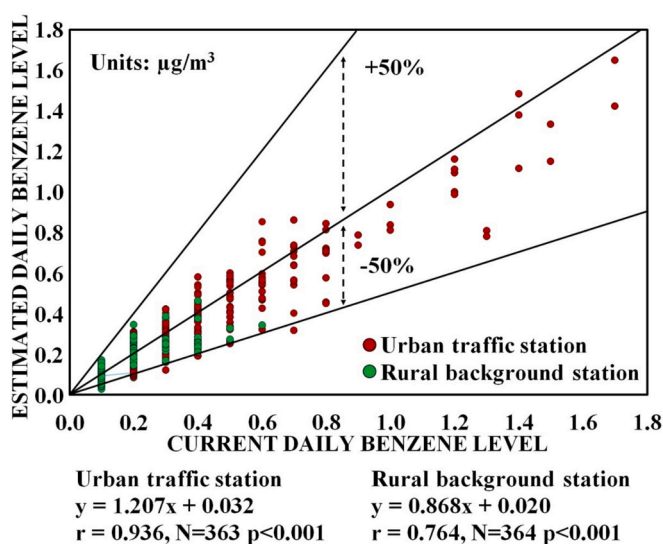 ESTIMATED DAILY BENZENE LEVEL
1.8
1.6
1.4
1.2
1.0
0.8
0.6
0.4
0.2
0.0
Units: µg/m³
+50%
-50%
Urban traffic station
Rural background station
0.0 0.2 0.4 0.6 0.8 1.0 1.2 1.4 1.6 1.8
CURRENT DAILY BENZENE LEVEL
Urban traffic station
y = 1.207x + 0.032
r = 0.936, N=363 p<0.001
Rural background station
y = 0.868x + 0.020
r = 0.764, N=364 p<0.001